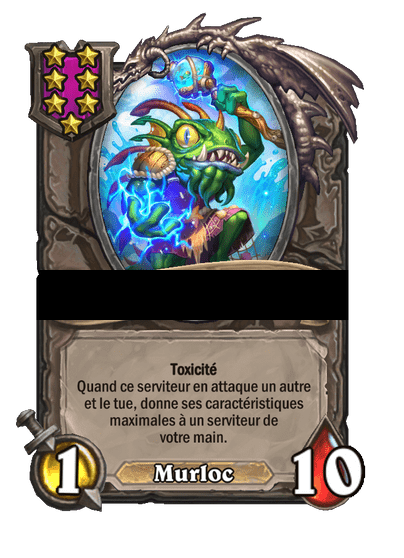 Toxicité
Quand ce serviteur en attaque un autre
et le tue, donne ses caractéristiques
maximales à un serviteur de
votre main.
1
Murloc
10